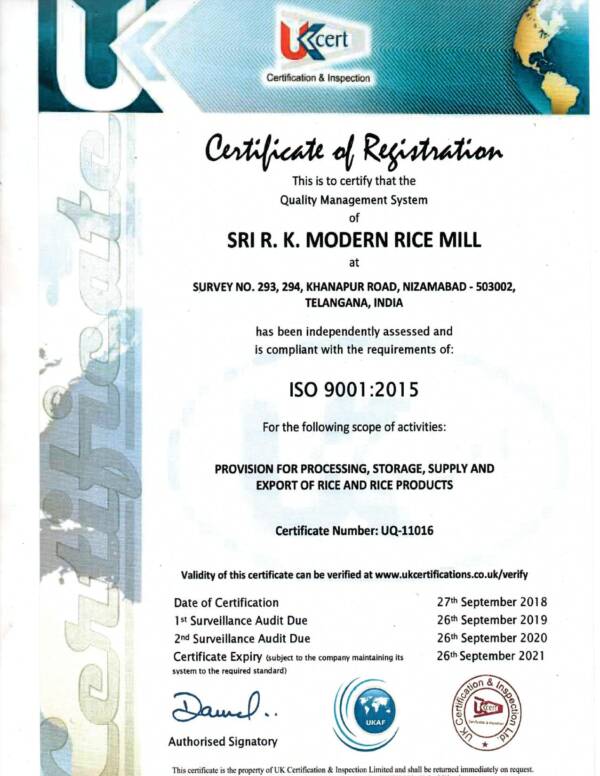 UK
UK cert
Certification & Inspection
Certificate
Certificate of Registration
This is to certify that the
Quality Management System
of
SRI R. K. MODERN RICE MILL
at
SURVEY NO. 293, 294, KHANAPUR ROAD, NIZAMABAD - 503002,
TELANGANA, INDIA
has been independently assessed and
is compliant with the requirements of:
ISO 9001:2015
For the following scope of activities:
PROVISION FOR PROCESSING, STORAGE, SUPPLY AND
EXPORT OF RICE AND RICE PRODUCTS
Certificate Number: UQ-11016
Validity of this certificate can be verified at www.ukcertifications.co.uk/verify
Date of Certification 27th September 2018
1st Surveillance Audit Due 26th September 2019
2nd Surveillance Audit Due 26th September 2020
Certificate Expiry (subject to the company maintaining its 26th September 2021
system to the required standard)
UKAF
UK Certification & Inspection Ltd
Authorised Signatory
This certificate is the property of UK Certification & Inspection Limited and shall be returned immediately on request.